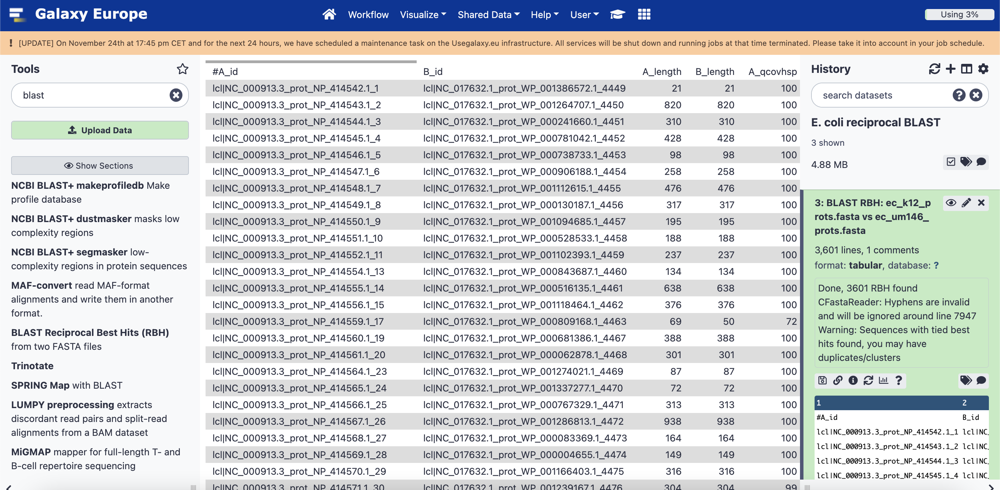 Galaxy Europe
Workflow Visualize Shared Data Help User
Using 3%
[UPDATE] On November 24th at 17:45 pm CET and for the next 24 hours, we have scheduled a maintenance task on the Usegalaxy.eu infrastructure. All services will be shut down and running jobs at that time terminated. Please take it into account in your job schedule.
Tools
blast
Upload Data
Show Sections
NCBI BLAST+ makeprofiledb Make
profile database
NCBI BLAST+ dustmasker masks low
complexity regions
NCBI BLAST+ segmasker low-
complexity regions in protein sequences
MAF-convert read MAF-format
alignments and write them in another
format.
BLAST Reciprocal Best Hits (RBH)
from two FASTA files
Trinotate
SPRING Map with BLAST
LUMPY preprocessing extracts
discordant read pairs and split-read
alignments from a BAM dataset
MiGMAP mapper for full-length T- and
B-cell repertoire sequencing
#A_id B_id A_length B_length A_qcovhsp
lcl|NC_000913.3_prot_NP_414542.1_1 lcl|NC_017632.1_prot_WP_001386572.1_4449 21 21 100
lcl|NC_000913.3_prot_NP_414543.1_2 lcl|NC_017632.1_prot_WP_001264707.1_4450 820 820 100
lcl|NC_000913.3_prot_NP_414544.1_3 lcl|NC_017632.1_prot_WP_000241660.1_4451 310 310 100
lcl|NC_000913.3_prot_NP_414545.1_4 lcl|NC_017632.1_prot_WP_000781042.1_4452 428 428 100
lcl|NC_000913.3_prot_NP_414546.1_5 lcl|NC_017632.1_prot_WP_000738733.1_4453 98 98 100
lcl|NC_000913.3_prot_NP_414547.1_6 lcl|NC_017632.1_prot_WP_000906188.1_4454 258 258 100
lcl|NC_000913.3_prot_NP_414548.1_7 lcl|NC_017632.1_prot_WP_001112615.1_4455 476 476 100
lcl|NC_000913.3_prot_NP_414549.1_8 lcl|NC_017632.1_prot_WP_000130187.1_4456 317 317 100
lcl|NC_000913.3_prot_NP_414550.1_9 lcl|NC_017632.1_prot_WP_001094685.1_4457 195 195 100
lcl|NC_000913.3_prot_NP_414551.1_10 lcl|NC_017632.1_prot_WP_000528533.1_4458 188 188 100
lcl|NC_000913.3_prot_NP_414552.1_11 lcl|NC_017632.1_prot_WP_001102393.1_4459 237 237 100
lcl|NC_000913.3_prot_NP_414554.1_13 lcl|NC_017632.1_prot_WP_000843687.1_4460 134 134 100
lcl|NC_000913.3_prot_NP_414555.1_14 lcl|NC_017632.1_prot_WP_000516135.1_4461 638 638 100
lcl|NC_000913.3_prot_NP_414556.1_15 lcl|NC_017632.1_prot_WP_001118464.1_4462 376 376 100
lcl|NC_000913.3_prot_NP_414559.1_17 lcl|NC_017632.1_prot_WP_000809168.1_4463 69 50 72
lcl|NC_000913.3_prot_NP_414560.1_19 lcl|NC_017632.1_prot_WP_000681386.1_4467 388 388 100
lcl|NC_000913.3_prot_NP_414561.1_20 lcl|NC_017632.1_prot_WP_000062878.1_4468 301 301 100
lcl|NC_000913.3_prot_NP_414564.1_23 lcl|NC_017632.1_prot_WP_001274021.1_4469 87 87 100
lcl|NC_000913.3_prot_NP_414565.1_24 lcl|NC_017632.1_prot_WP_001337277.1_4470 72 72 100
lcl|NC_000913.3_prot_NP_414566.1_25 lcl|NC_017632.1_prot_WP_000767329.1_4471 313 313 100
lcl|NC_000913.3_prot_NP_414567.1_26 lcl|NC_017632.1_prot_WP_001286813.1_4472 938 938 100
lcl|NC_000913.3_prot_NP_414568.1_27 lcl|NC_017632.1_prot_WP_000083369.1_4473 164 164 100
lcl|NC_000913.3_prot_NP_414569.1_28 lcl|NC_017632.1_prot_WP_000004655.1_4474 149 149 100
lcl|NC_000913.3_prot_NP_414570.1_29 lcl|NC_017632.1_prot_WP_001166403.1_4475 316 316 100
lcl|NC_000913.3_prot_NP_414571.1_30 lcl|NC_017632.1_prot_WP_001239167.1_4476 304 304 99
History
search datasets
E. coli reciprocal BLAST
3 shown
4.88 MB
3: BLAST RBH: ec_k12_p
rots.fasta vs ec_um146_
prots.fasta
3,601 lines, 1 comments
format: tabular, database: ?
Done, 3601 RBH found
CFastaReader: Hyphens are invalid
and will be ignored around line 7947
Warning: Sequences with tied best
hits found, you may have
duplicates/clusters
1 2
#A_id B_id
lcl|NC_000913.3_prot_NP_414542.1_1 lcl|NC_
lcl|NC_000913.3_prot_NP_414543.1_2 lcl|NC_
lcl|NC_000913.3_prot_NP_414544.1_3 lcl|NC_
lcl|NC_000913.3_prot_NP_414545.1_4 lcl|NC_